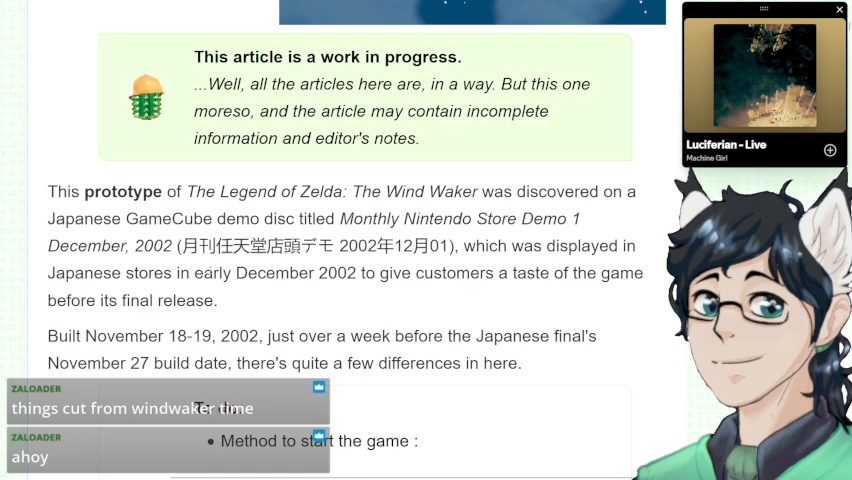 This article is a work in progress.
...Well, all the articles here are, in a way. But this one
moreso, and the article may contain incomplete
information and editor's notes.
This prototype of The Legend of Zelda: The Wind Waker was discovered on a
Japanese GameCube demo disc titled Monthly Nintendo Store Demo 1
December, 2002 (月刊任天堂店頭デモ 2002年12月01), which was displayed in
Japanese stores in early December 2002 to give customers a taste of the game
before its final release.
Built November 18-19, 2002, just over a week before the Japanese final's
November 27 build date, there's quite a few differences in here.
To do:
• Method to start the game :
ZALOADER
things cut from windwaker time
ZALOADER
ahoy
Luciferian - Live
Machine Girl